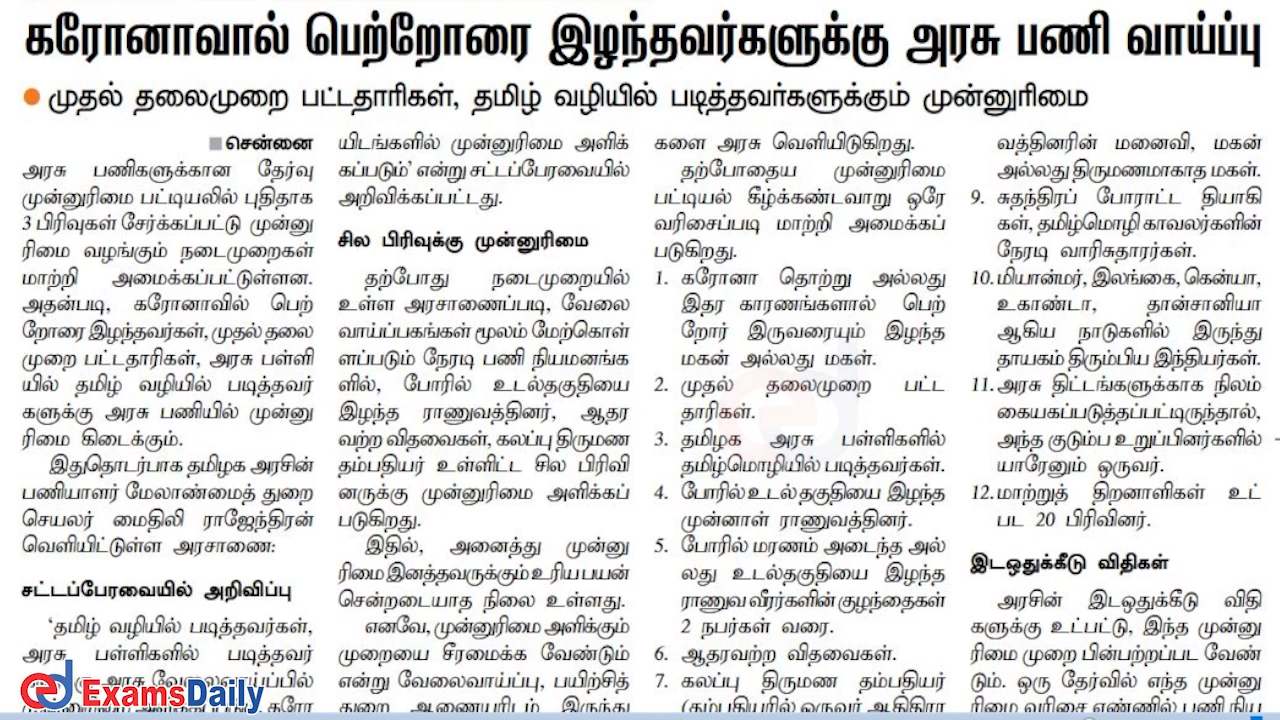 கரோனாவால் பெற்றோரை இழந்தவர்களுக்கு அரசு பணி வாய்ப்பு
முதல் தலைமுறை பட்டதாரிகள், தமிழ் வழியில் படித்தவர்களுக்கும் முன்னுரிமை
சென்னை
அரசு பணிகளுக்கான தேர்வு
முன்னுரிமை பட்டியலில் புதிதாக
3 பிரிவுகள் சேர்க்கப்பட்டு முன்னு
ரிமை வழங்கும் நடைமுறைகள்
மாற்றி அமைக்கப்பட்டுள்ளன.
அதன்படி, கரோனாவில் பெற்
றோரை இழந்தவர்கள், முதல் தலை
முறை பட்டதாரிகள், அரசு பள்ளி
யில் தமிழ் வழியில் படித்தவர்
களுக்கு அரசு பணியில் முன்னு
ரிமை கிடைக்கும்.
இதுதொடர்பாக தமிழக அரசின்
பணியாளர் மேலாண்மைத் துறை
செயலர் மைதிலி ராஜேந்திரன்
வெளியிட்டுள்ள அரசாணை:
சட்டப்பேரவையில் அறிவிப்பு
'தமிழ் வழியில் படித்தவர்கள்,
அரசு பள்ளிகளில் படித்தவர்
அரசு வேலைவாய்ப்பில்
ExamsDaily
யிடங்களில் முன்னுரிமை அளிக்
கப்படும்' என்று சட்டப்பேரவையில்
அறிவிக்கப்பட்டது.
சில பிரிவுக்கு முன்னுரிமை
தற்போது நடைமுறையில்
உள்ள அரசாணைப்படி, வேலை
வாய்ப்பகங்கள் மூலம் மேற்கொள்
ளப்படும் நேரடி பணி நியமனங்க
ளில், போரில் உடல்தகுதியை
இழந்த ராணுவத்தினர், ஆதர
வற்ற விதவைகள், கலப்பு திருமண
தம்பதியர் உள்ளிட்ட சில பிரிவி
னருக்கு முன்னுரிமை அளிக்கப்
படுகிறது.
இதில், அனைத்து முன்னு
ரிமை இனத்தவருக்கும் உரிய பயன்
சென்றடையாத நிலை உள்ளது.
எனவே, முன்னுரிமை அளிக்கும்
முறையை சீரமைக்க வேண்டும்
என்று வேலைவாய்ப்பு, பயிற்சித்
துறை ஆணையரிடம் இருந்து
களை அரசு வெளியிடுகிறது.
தற்போதைய முன்னுரிமை
பட்டியல் கீழ்க்கண்டவாறு ஒரே
வரிசைப்படி மாற்றி அமைக்கப்
படுகிறது.
1. கரோனா தொற்று அல்லது
இதர காரணங்களால் பெற்
றோர் இருவரையும் இழந்த
மகன் அல்லது மகள்.
2. முதல் தலைமுறை பட்ட
தாரிகள்.
3. தமிழக அரசு பள்ளிகளில்
தமிழ்மொழியில் படித்தவர்கள்.
4. போரில் உடல் தகுதியை இழந்த
முன்னாள் ராணுவத்தினர்.
5. போரில் மரணம் அடைந்த அல்
லது உடல்தகுதியை இழந்த
ராணுவ வீரர்களின் குழந்தைகள்
2 நபர்கள் வரை.
6. ஆதரவற்ற விதவைகள்.
7. கலப்பு திருமண தம்பதியர்
(தம்பதியரில் ஒருவர் ஆதிதிரா
வத்தினரின் மனைவி, மகன்
அல்லது திருமணமாகாத மகள்.
9. சுதந்திரப் போராட்ட தியாகி
கள், தமிழ்மொழி காவலர்களின்
நேரடி வாரிசுதாரர்கள்.
10. மியான்மர், இலங்கை, கென்யா,
உகாண்டா, தான்சானியா
ஆகிய நாடுகளில் இருந்து
தாயகம் திரும்பிய இந்தியர்கள்.
11. அரசு திட்டங்களுக்காக நிலம்
கையகப்படுத்தப்பட்டிருந்தால்,
அந்த குடும்ப உறுப்பினர்களில்
யாரேனும் ஒருவர்.
12. மாற்றுத் திறனாளிகள் உட்
பட 20 பிரிவினர்.
இடஒதுக்கீடு விதிகள்
அரசின் இடஒதுக்கீடு விதி
களுக்கு உட்பட்டு, இந்த முன்னு
ரிமை முறை பின்பற்றப்பட வேண்
டும். ஒரு தேர்வில் எந்த முன்னு
ரிமை வரிசை எண்ணில் பணி நிய